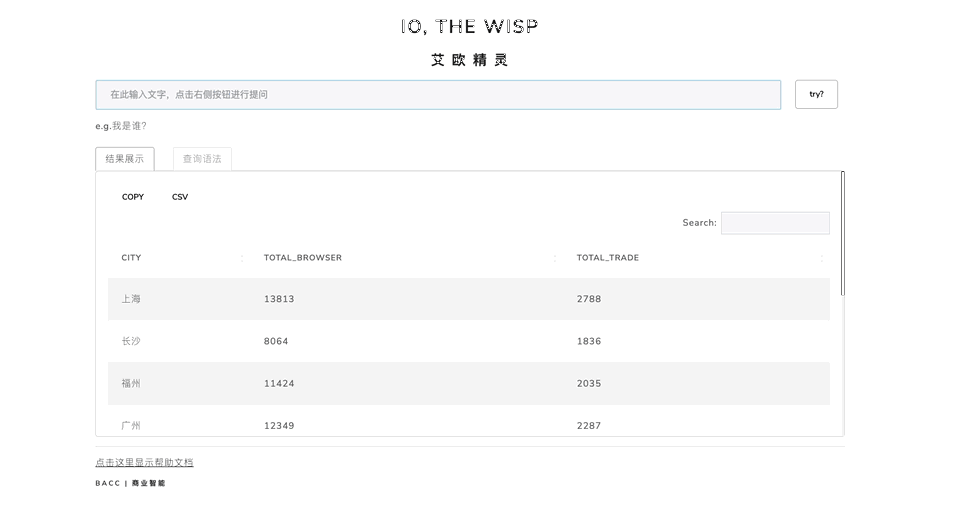 IO, THE WISP
艾欧精灵
在此输入文字，点击右侧按钮进行提问 try?
e.g.我是谁?
结果展示 查询语法
COPY CSV
Search:
CITY TOTAL_BROWSER TOTAL_TRADE
上海 13813 2788
长沙 8064 1836
福州 11424 2035
广州 12349 2287
点击这里显示帮助文档
BACC | 商业智能